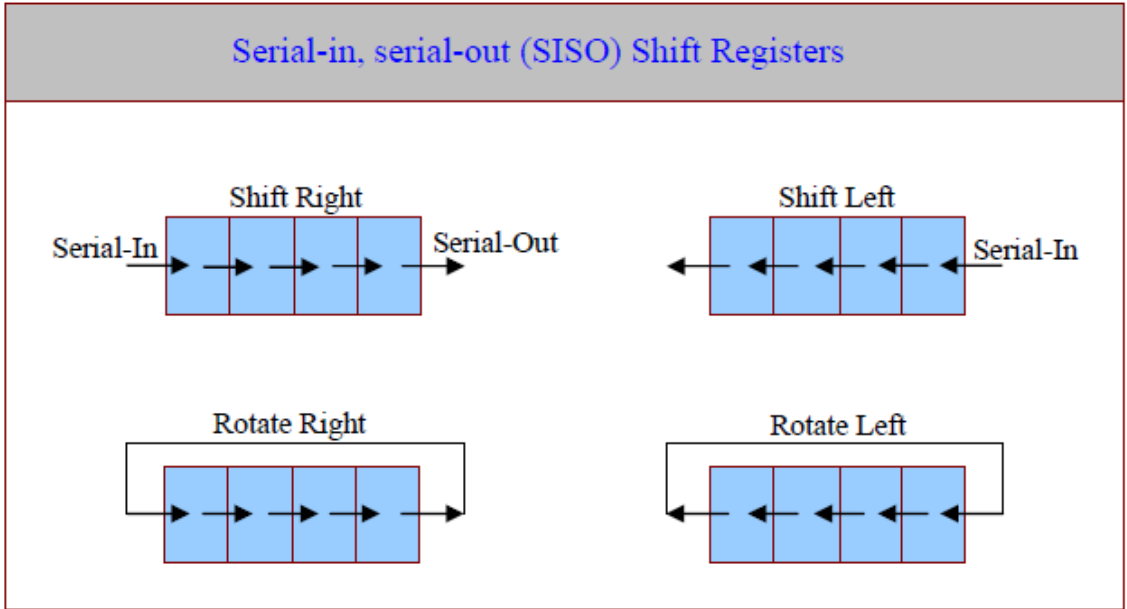 Serial-in, serial-out (SISO) Shift Registers
Shift Right
Serial-In
Serial-Out
Shift Left
Serial-In
Rotate Right
Rotate Left